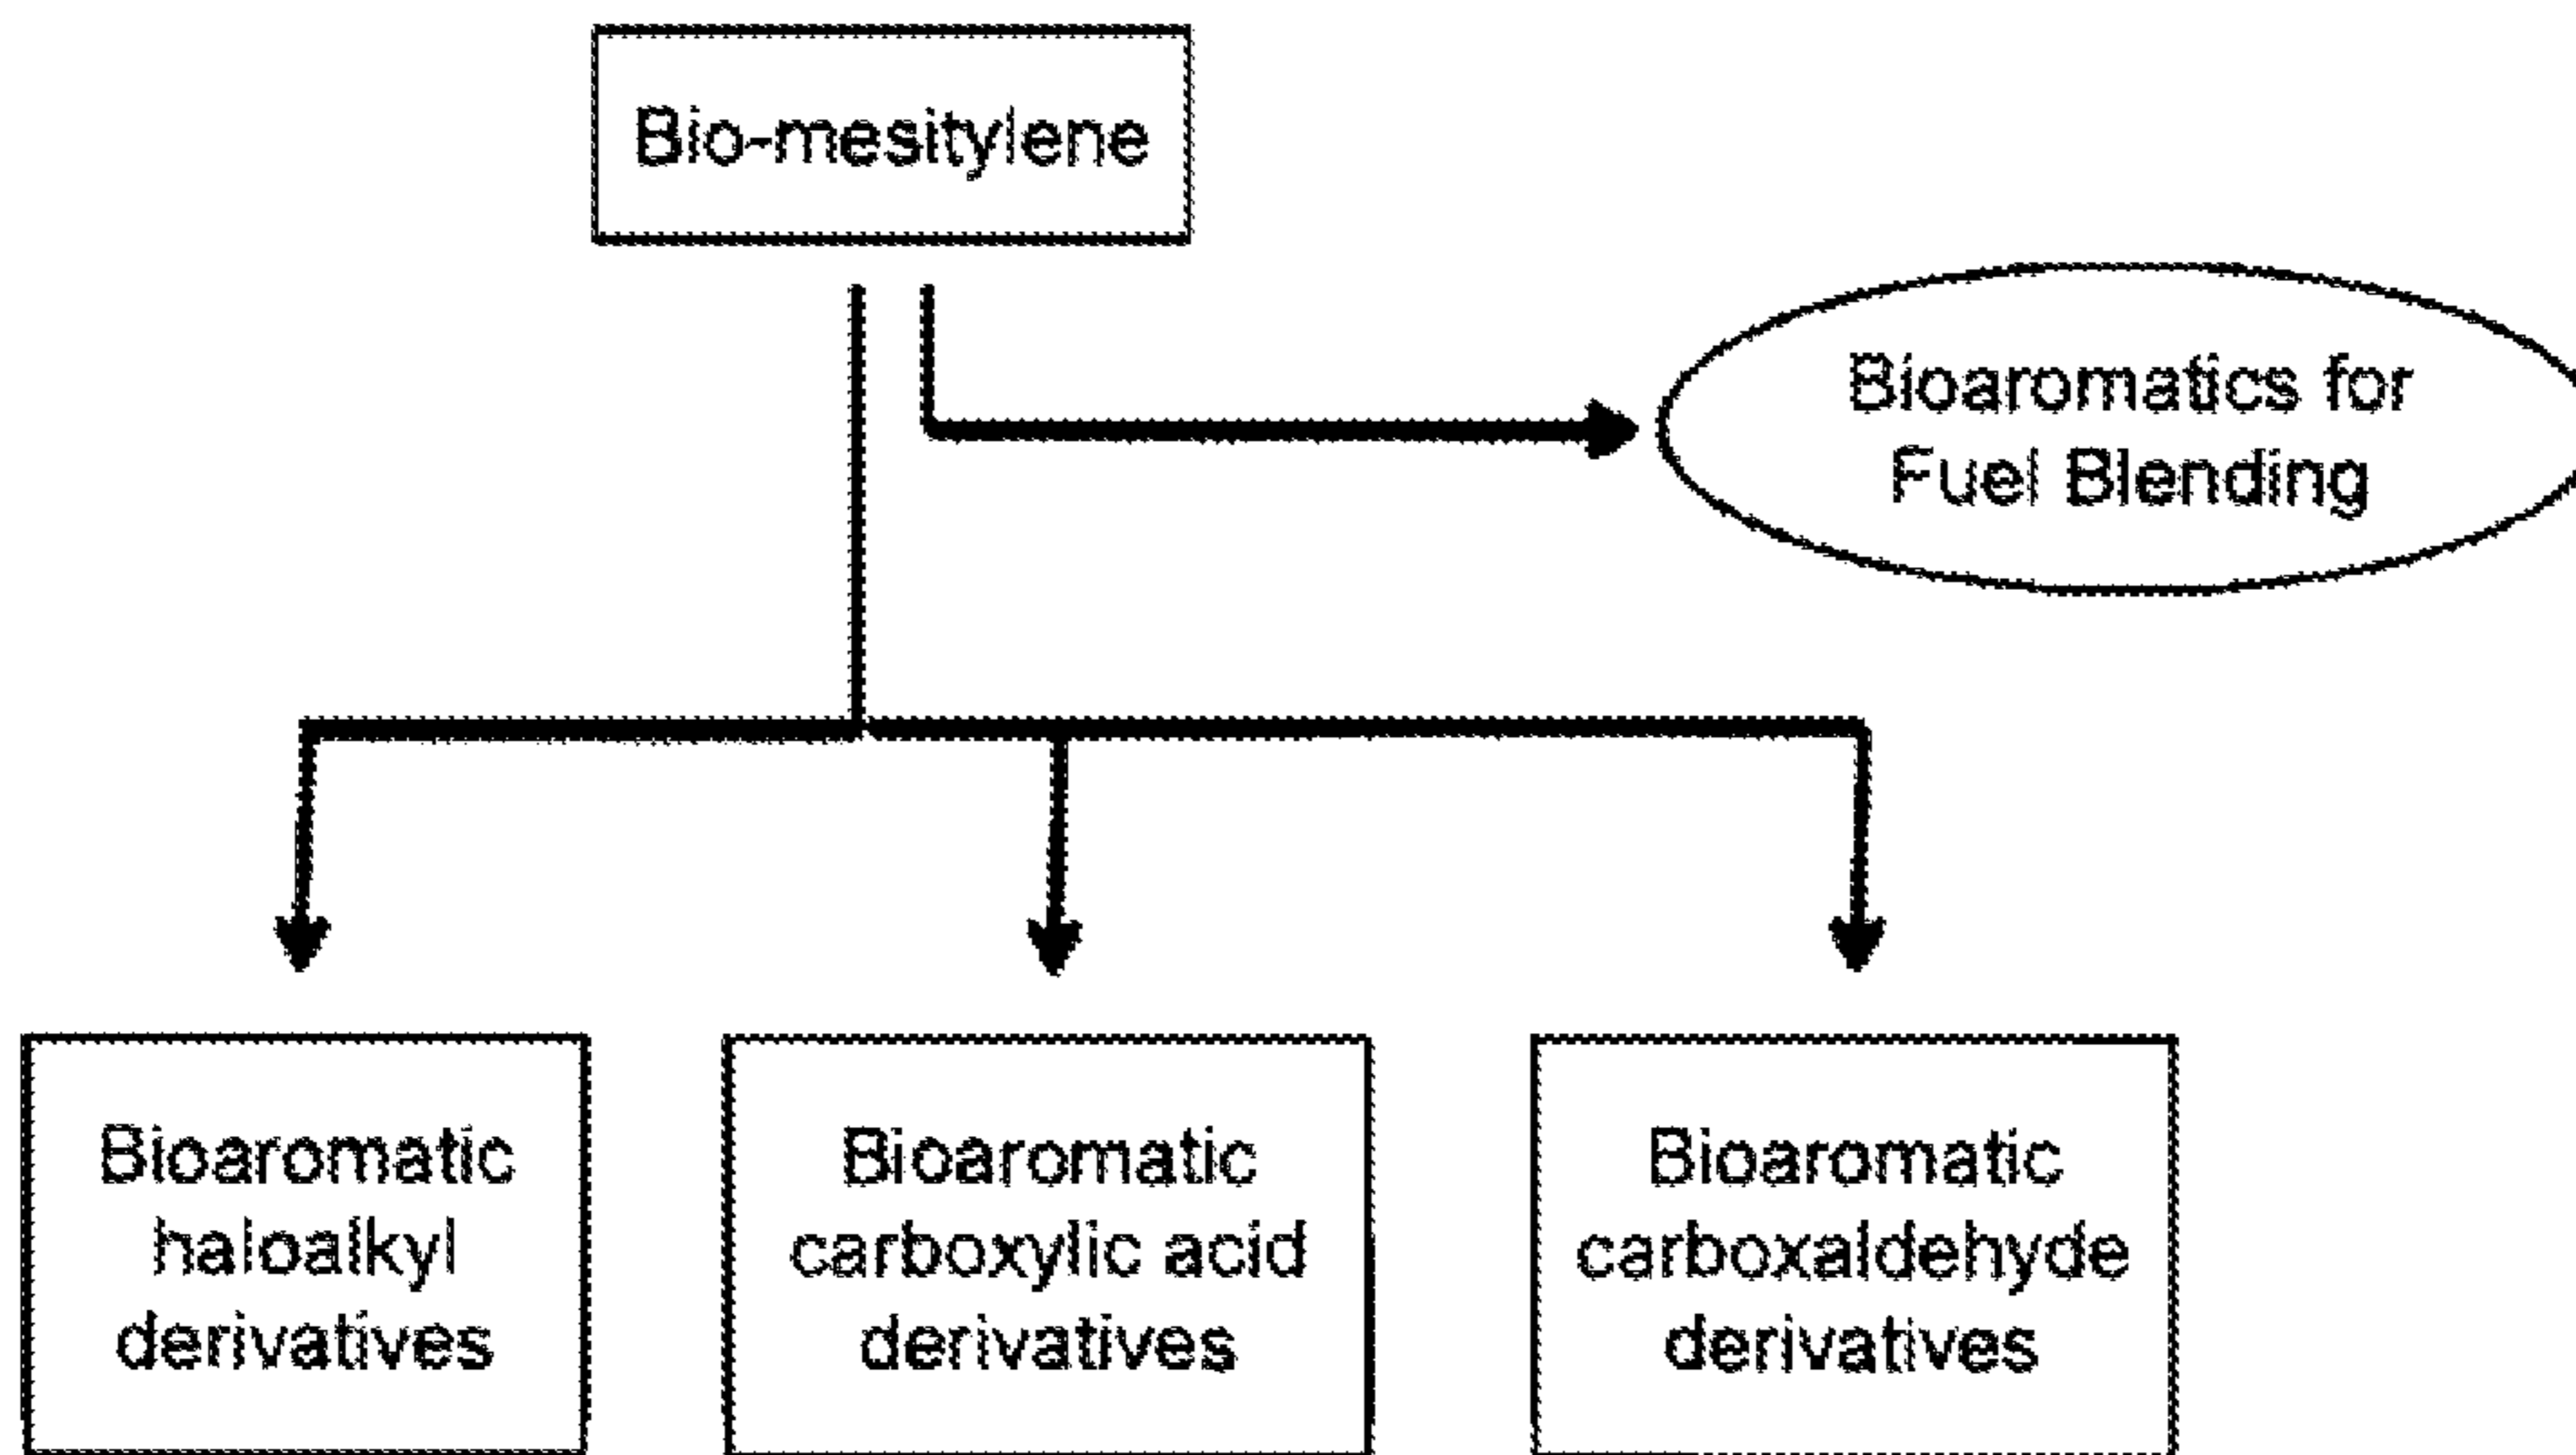 Bio-mesitylene
Bioaromatics for
Fuel Blending
Bioaromatic
haloalkyl
derivatives
Bioaromatic
carboxylic acid
derivatives
Bioaromatic
carboxaldehyde
derivatives